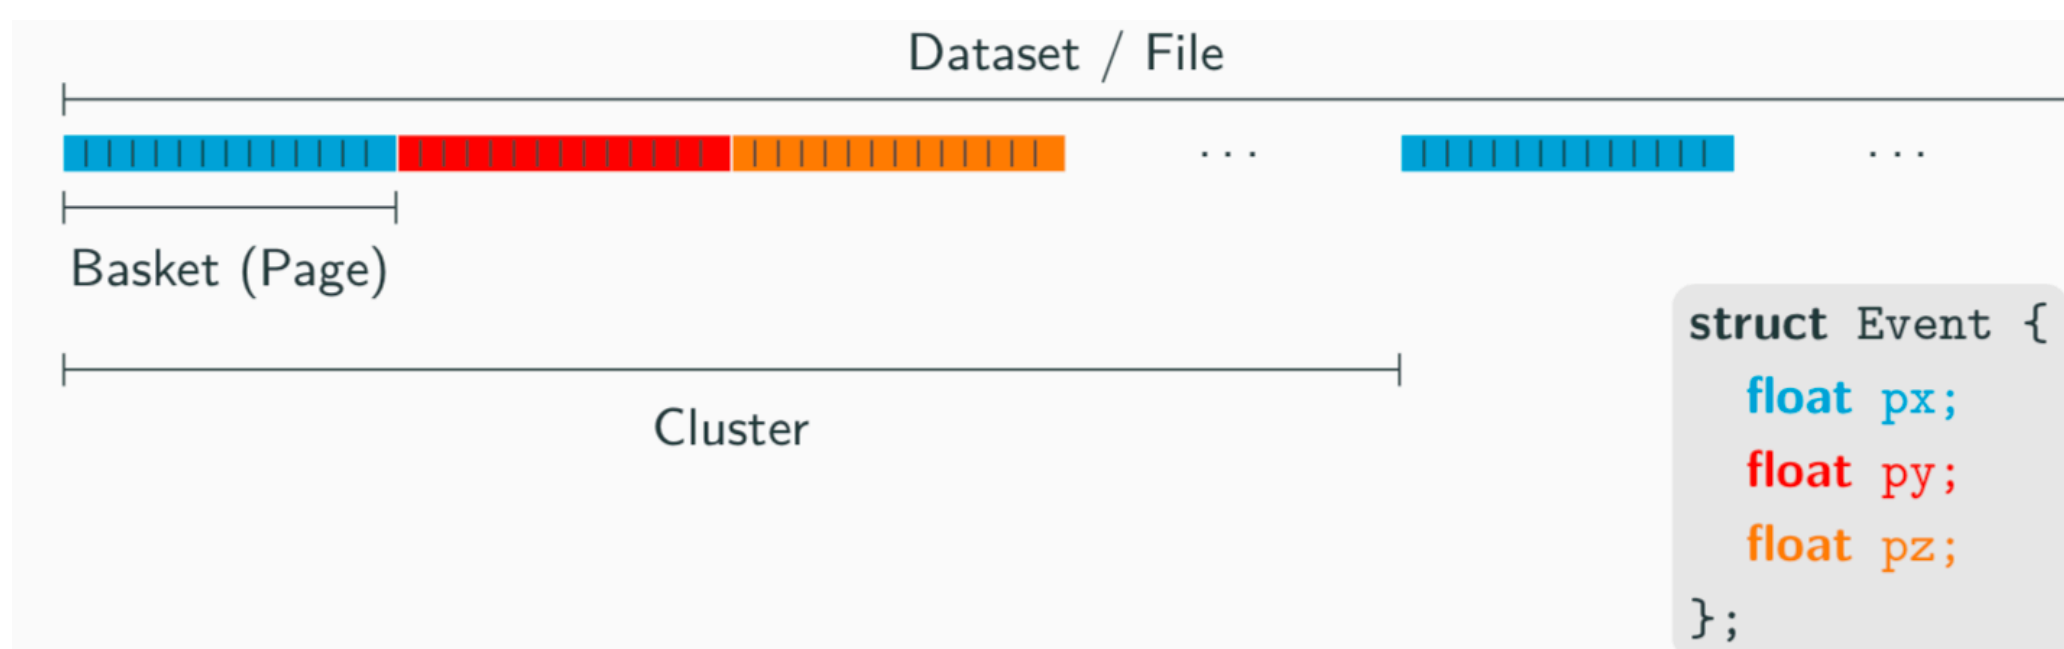 Dataset / File
. . .
. . .
Basket (Page)
Cluster
struct Event {
float px;
float py;
float pz;
};